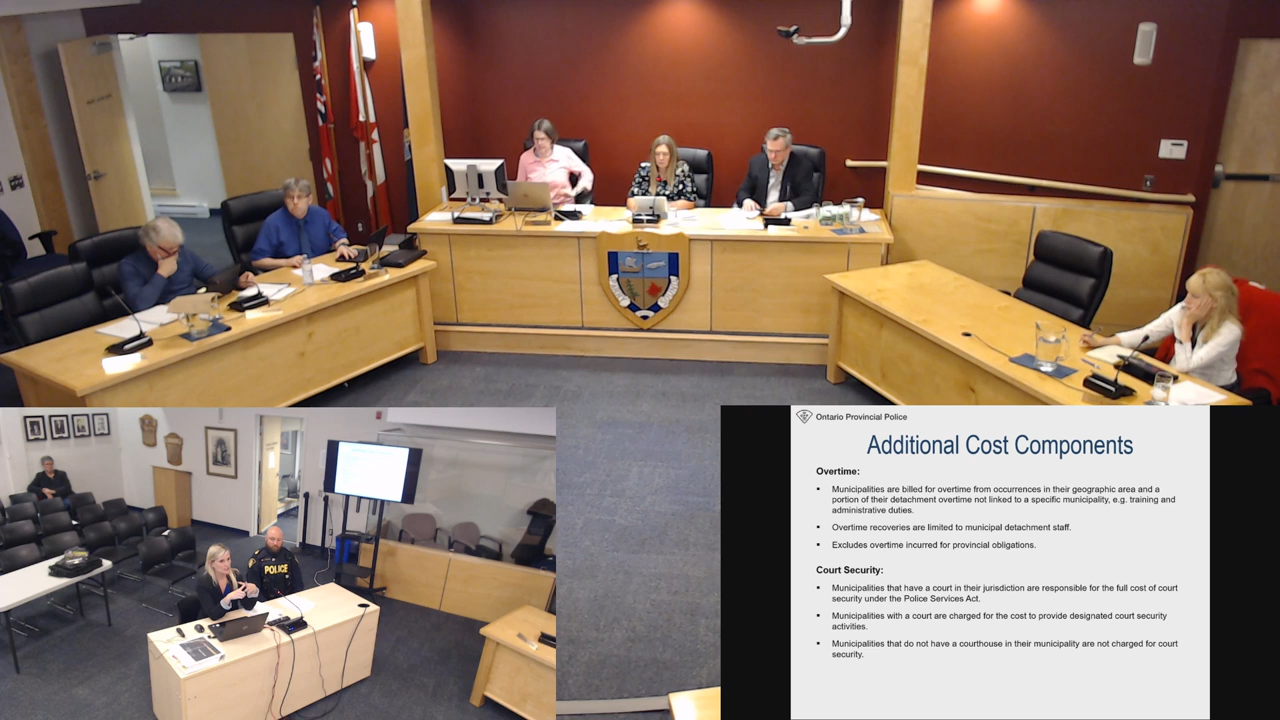 POLICE
Ontario Provincial Police
Additional Cost Components
Overtime:
▪ Municipalities are billed for overtime from occurrences in their geographic area and a
portion of their detachment overtime not linked to a specific municipality, e.g. training and
administrative duties.
▪ Overtime recoveries are limited to municipal detachment staff.
▪ Excludes overtime incurred for provincial obligations.
Court Security:
▪ Municipalities that have a court in their jurisdiction are responsible for the full cost of court
security under the Police Services Act.
▪ Municipalities with a court are charged for the cost to provide designated court security
activities.
▪ Municipalities that do not have a courthouse in their municipality are not charged for court
security.